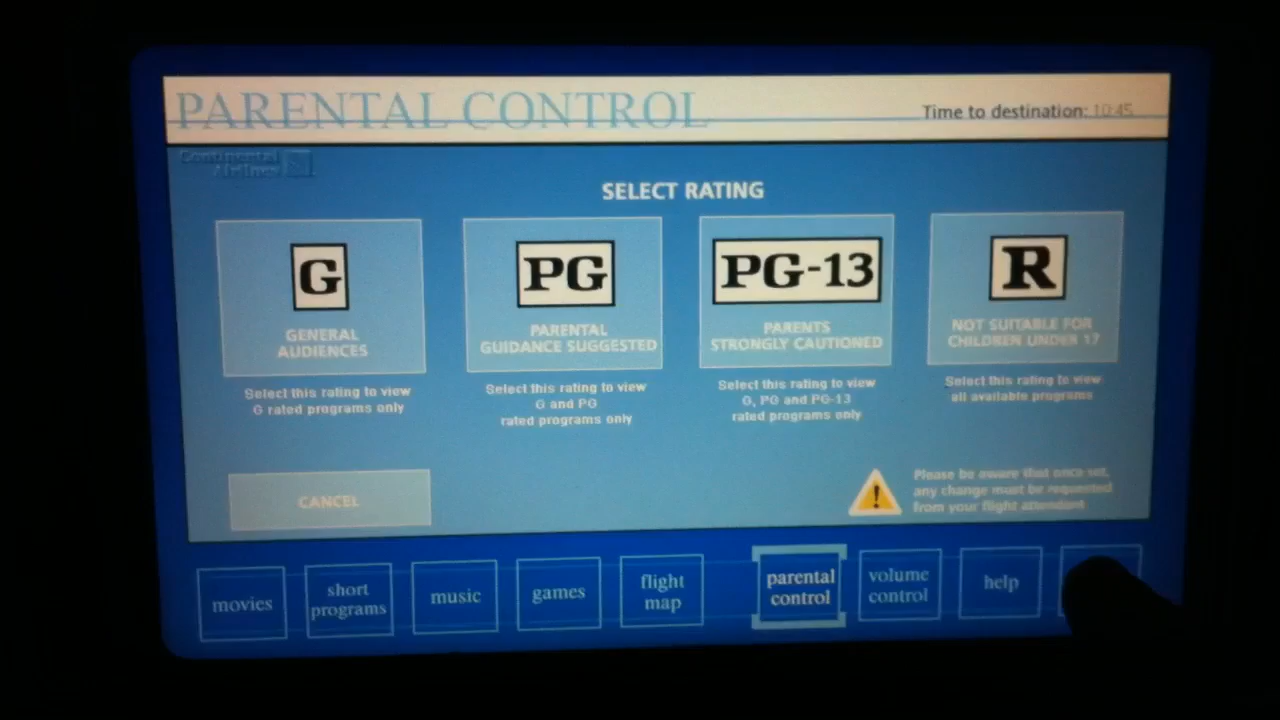 PARENTAL CONTROL
Time to destination: 10:45
Continental
Airlines
SELECT RATING
G
GENERAL
AUDIENCES
Select this rating to view
G rated programs only
PG
PARENTAL
GUIDANCE SUGGESTED
Select this rating to view
G and PG
rated programs only
PG-13
PARENTS
STRONGLY CAUTIONED
Select this rating to view
G, PG and PG-13
rated programs only
R
NOT SUITABLE FOR
CHILDREN UNDER 17
Select this rating to view
all available programs
CANCEL
!
Please be aware that once set,
any change must be requested
from your flight attendant
movies
short
programs
music
games
flight
map
parental
control
volume
control
help